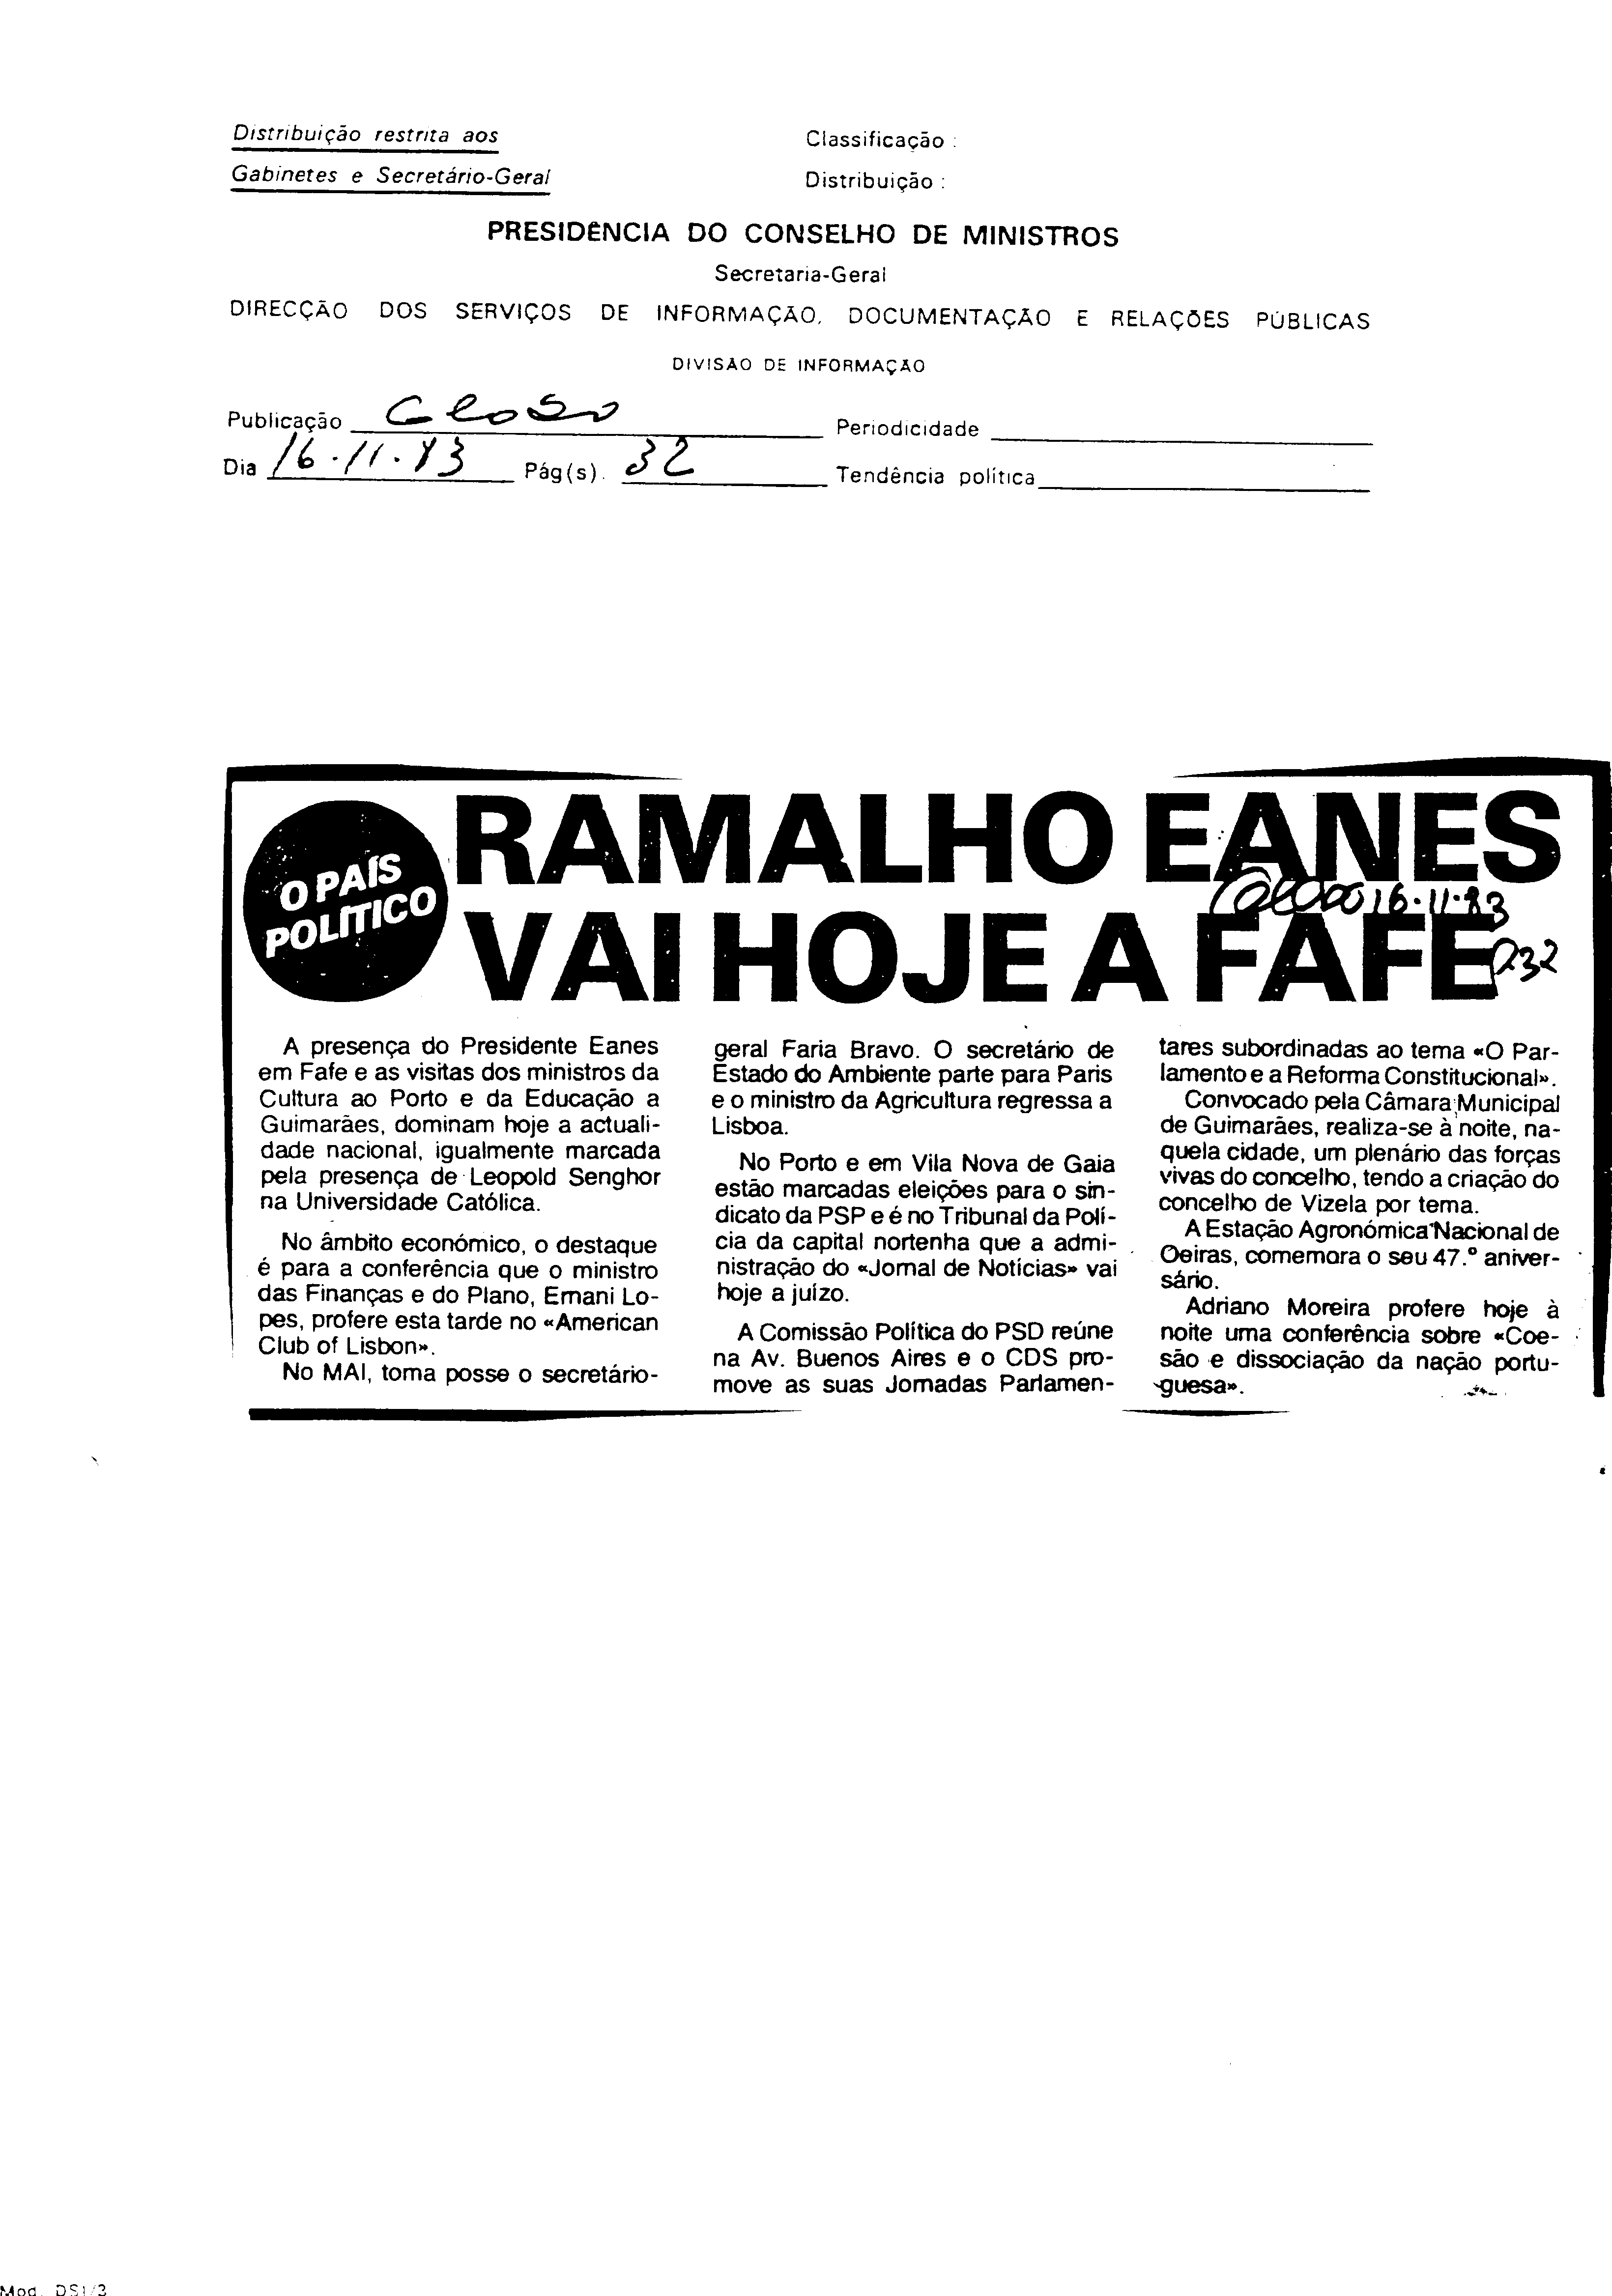 Distribuição restrita aos
Gabinetes e Secretário-Geral
Classificação :
Distribuição :
PRESIDÊNCIA DO CONSELHO DE MINISTROS
Secretaria-Geral
DIRECÇÃO DOS SERVIÇOS DE INFORMAÇÃO, DOCUMENTAÇÃO E RELAÇÕES PÚBLICAS
DIVISÃO DE INFORMAÇÃO
Publicação
Periodicidade
Dia 16.11.83 Pág(s). 32
Tendência política
O PAÍS
POLÍTICO
RAMALHO EANES
16.11.83
VAI HOJE A FAFE
A presença do Presidente Eanes
em Fafe e as visitas dos ministros da
Cultura ao Porto e da Educação a
Guimarães, dominam hoje a actuali-
dade nacional, igualmente marcada
pela presença de Leopold Senghor
na Universidade Católica.
No âmbito económico, o destaque
é para a conferência que o ministro
das Finanças e do Plano, Ernani Lo-
pes, profere esta tarde no «American
Club of Lisbon».
No MAI, toma posse o secretário-
geral Faria Bravo. O secretário de
Estado do Ambiente parte para Paris
e o ministro da Agricultura regressa a
Lisboa.
No Porto e em Vila Nova de Gaia
estão marcadas eleições para o sin-
dicato da PSP e é no Tribunal da Polí-
cia da capital nortenha que a admi-
nistração do «Jornal de Notícias» vai
hoje a juízo.
A Comissão Política do PSD reúne
na Av. Buenos Aires e o CDS pro-
move as suas Jornadas Parlamen-
tares subordinadas ao tema «O Par-
lamento e a Reforma Constitucional».
Convocado pela Câmara Municipal
de Guimarães, realiza-se à noite, na-
quela cidade, um plenário das forças
vivas do concelho, tendo a criação do
concelho de Vizela por tema.
A Estação Agronómica Nacional de
Oeiras, comemora o seu 47.º aniver-
sário.
Adriano Moreira profere hoje à
noite uma conferência sobre «Coe-
são e dissociação da nação portu-
guesa».
Mod. DSI/3